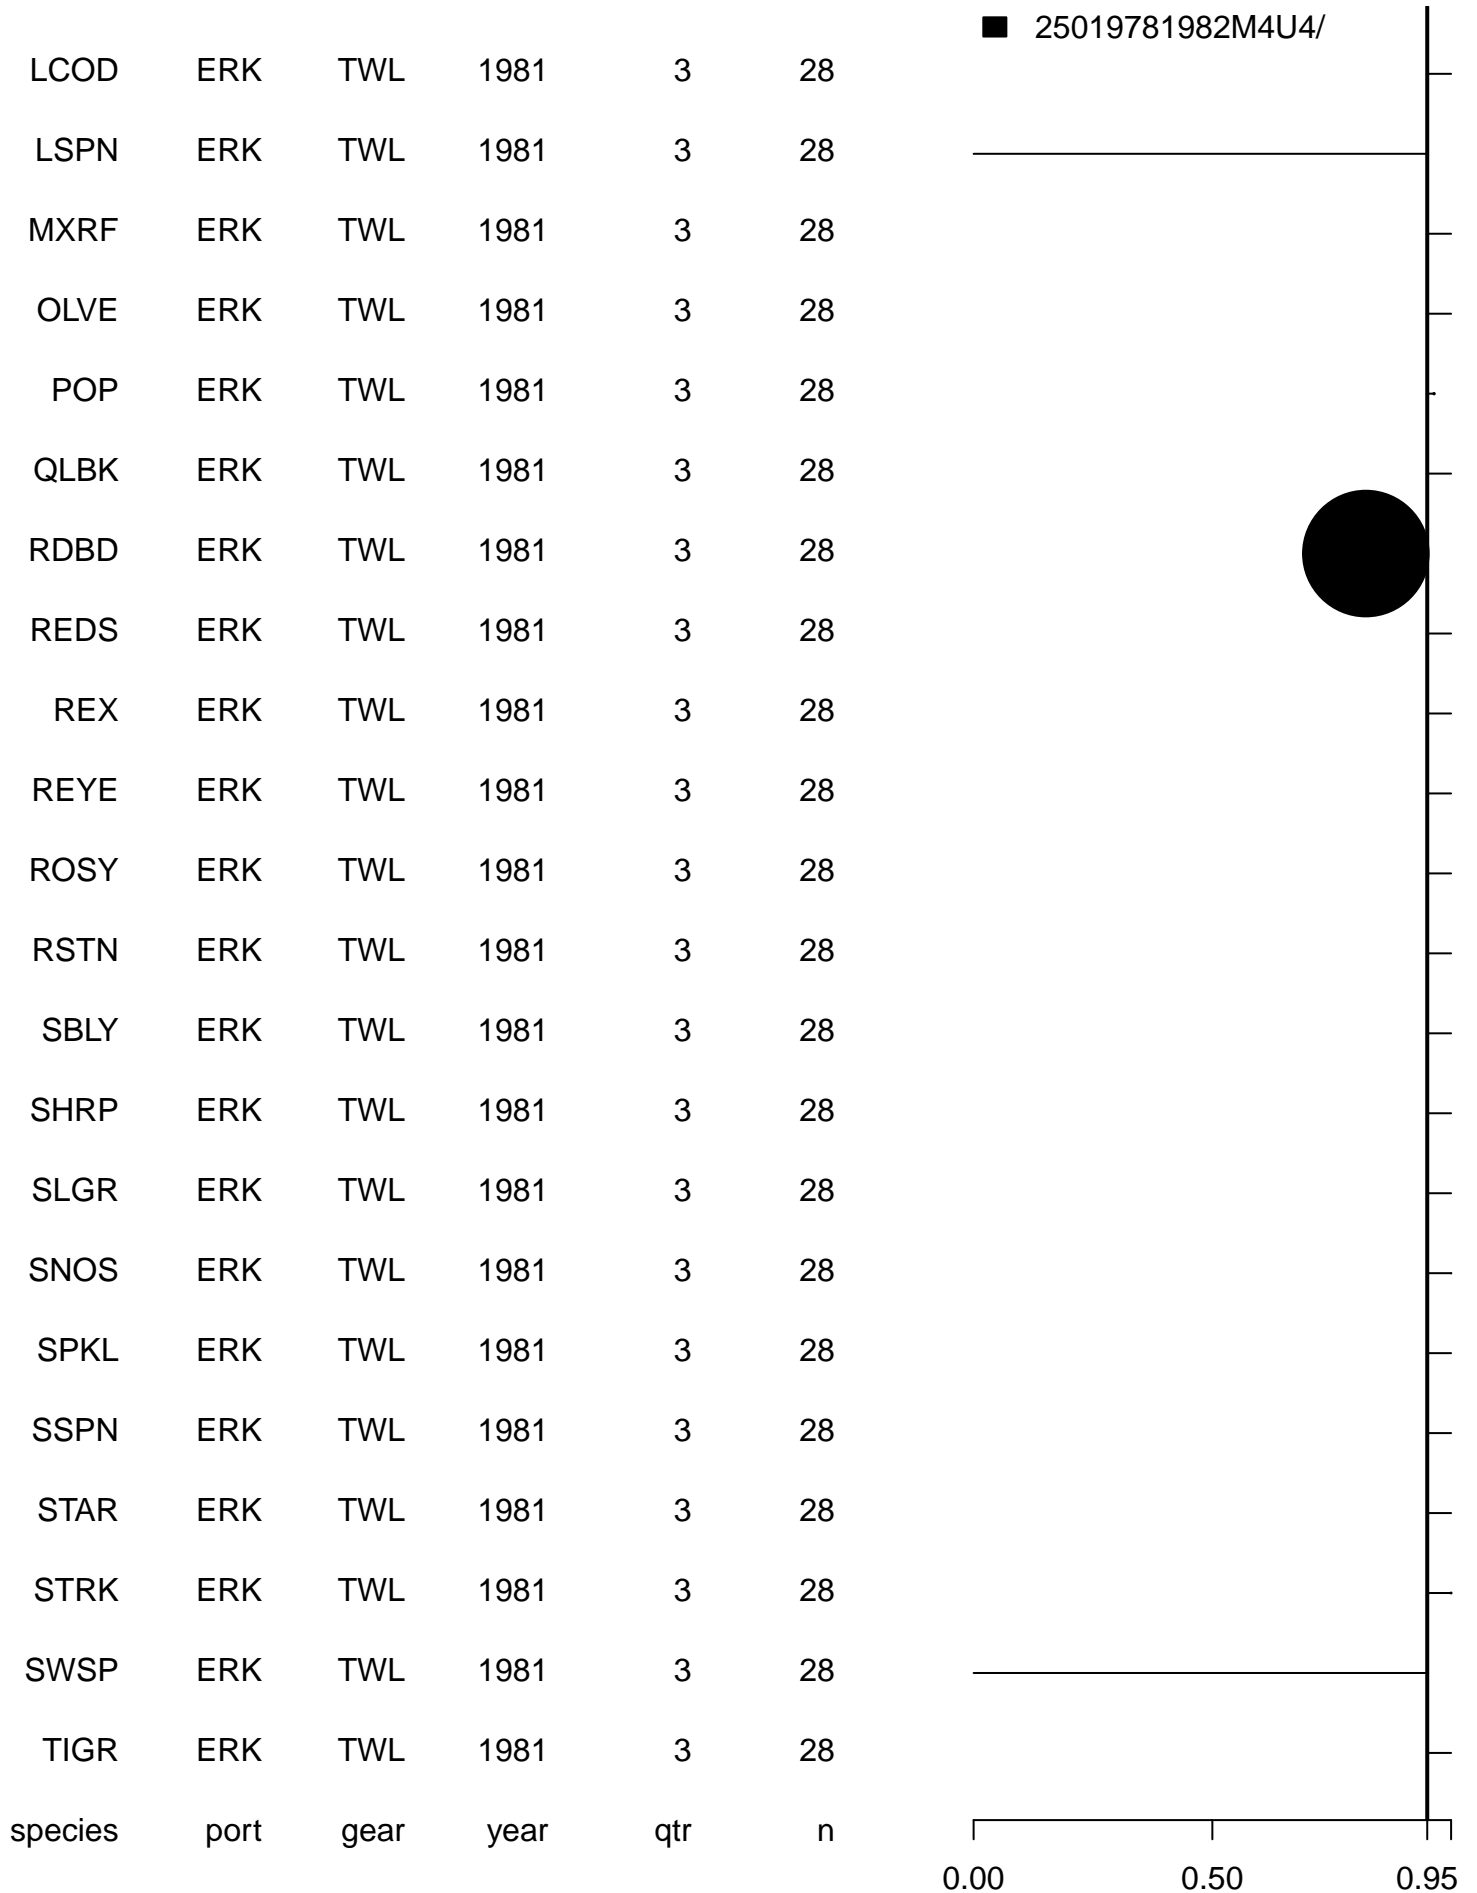 25019781982M4U4/
LCOD ERK TWL 1981 3 28
LSPN ERK TWL 1981 3 28
MXRF ERK TWL 1981 3 28
OLVE ERK TWL 1981 3 28
POP ERK TWL 1981 3 28
QLBK ERK TWL 1981 3 28
RDBD ERK TWL 1981 3 28
REDS ERK TWL 1981 3 28
REX ERK TWL 1981 3 28
REYE ERK TWL 1981 3 28
ROSY ERK TWL 1981 3 28
RSTN ERK TWL 1981 3 28
SBLY ERK TWL 1981 3 28
SHRP ERK TWL 1981 3 28
SLGR ERK TWL 1981 3 28
SNOS ERK TWL 1981 3 28
SPKL ERK TWL 1981 3 28
SSPN ERK TWL 1981 3 28
STAR ERK TWL 1981 3 28
STRK ERK TWL 1981 3 28
SWSP ERK TWL 1981 3 28
TIGR ERK TWL 1981 3 28
species port gear year qtr n
0.00 0.50 0.95